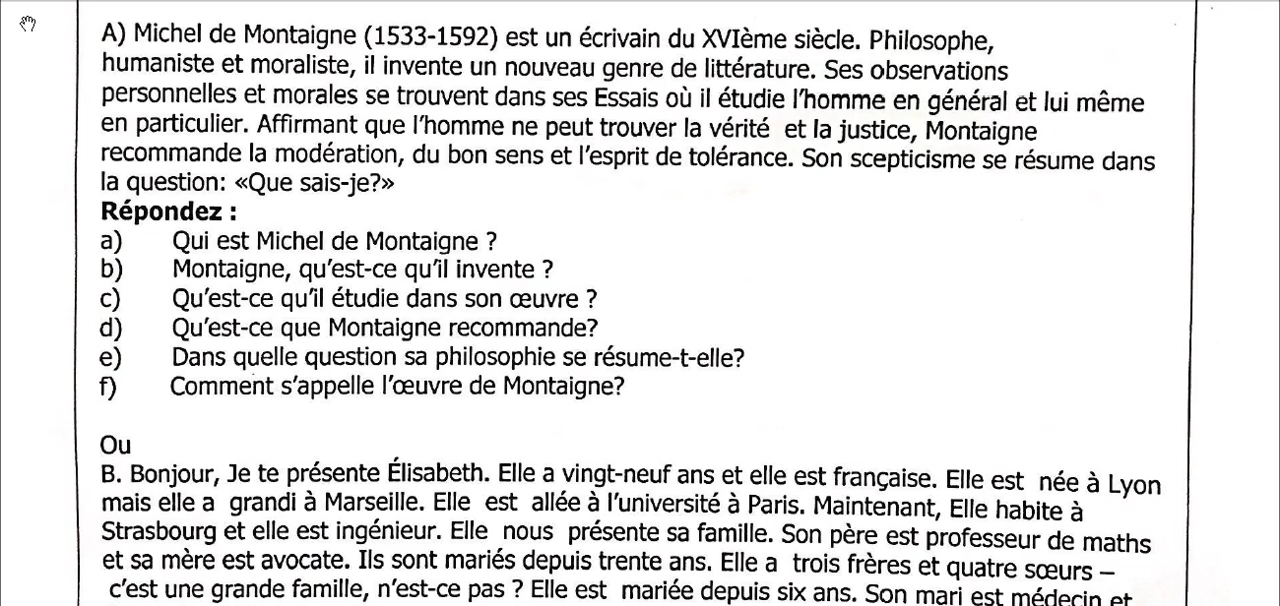 A) Michel de Montaigne (1533-1592) est un écrivain du XVIème siècle. Philosophe,
humaniste et moraliste, il invente un nouveau genre de littérature. Ses observations
personnelles et morales se trouvent dans ses Essais où il étudie l'homme en général et lui même
en particulier. Affirmant que l'homme ne peut trouver la vérité et la justice, Montaigne
recommande la modération, du bon sens et l'esprit de tolérance. Son scepticisme se résume dans
la question: «Que sais-je?»
Répondez :
a) Qui est Michel de Montaigne ?
b) Montaigne, qu'est-ce qu'il invente ?
c) Qu'est-ce qu'il étudie dans son œuvre ?
d) Qu'est-ce que Montaigne recommande?
e) Dans quelle question sa philosophie se résume-t-elle?
f) Comment s'appelle l'œuvre de Montaigne?
Ou
B. Bonjour, Je te présente Élisabeth. Elle a vingt-neuf ans et elle est française. Elle est née à Lyon
mais elle a grandi à Marseille. Elle est allée à l'université à Paris. Maintenant, Elle habite à
Strasbourg et elle est ingénieur. Elle nous présente sa famille. Son père est professeur de maths
et sa mère est avocate. Ils sont mariés depuis trente ans. Elle a trois frères et quatre sœurs –
c'est une grande famille, n'est-ce pas ? Elle est mariée depuis six ans. Son mari est médecin et